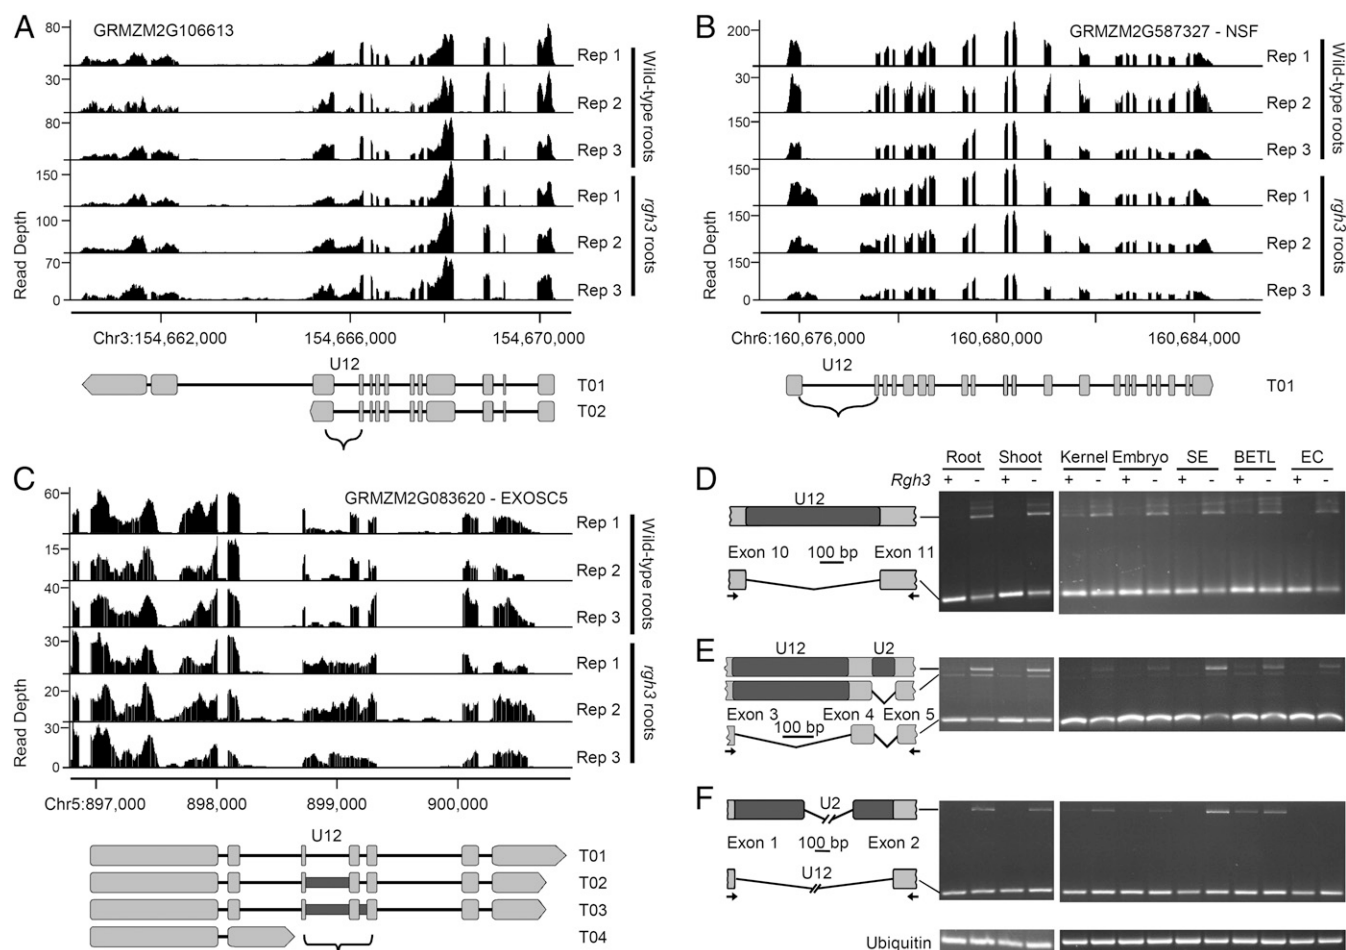 A
GRMZM2G106613
80
Rep 1
30
Rep 2
80
Rep 3
Wild-type roots
150
Rep 1
100
Rep 2
70
Rep 3
0
rgh3 roots
Read Depth
Chr3:154,662,000
154,666,000
154,670,000
U12
T01
T02
B
GRMZM2G587327 - NSF
200
Rep 1
30
Rep 2
150
Rep 3
Wild-type roots
150
Rep 1
150
Rep 2
150
Rep 3
0
rgh3 roots
Read Depth
Chr6:160,676,000
160,680,000
160,684,000
U12
T01
C
GRMZM2G083620 - EXOSC5
60
Rep 1
15
Rep 2
40
Rep 3
Wild-type roots
30
Rep 1
20
Rep 2
30
Rep 3
0
rgh3 roots
Read Depth
Chr5:897,000
898,000
899,000
900,000
U12
T01
T02
T03
T04
Root Shoot Kernel Embryo SE BETL EC
Rgh3 + - + - + - + - + - + - + -
D
U12
Exon 10 100 bp Exon 11
E
U12 U2
Exon 3 100 bp Exon 4 Exon 5
F
U2
Exon 1 100 bp Exon 2
U12
Ubiquitin